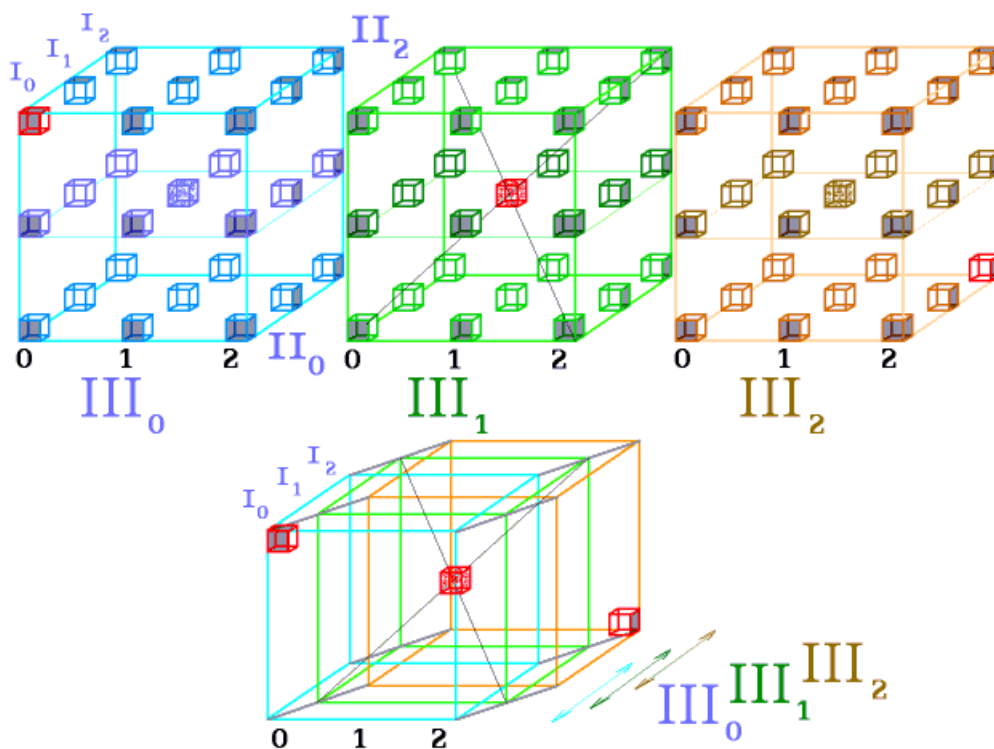 I₂ II₂
I₁
I₀
II₀
0 1 2 0 1 2 0 1 2
III₀ III₁ III₂
I₂
I₁
I₀
III₀ III₁ III₂
0 1 2